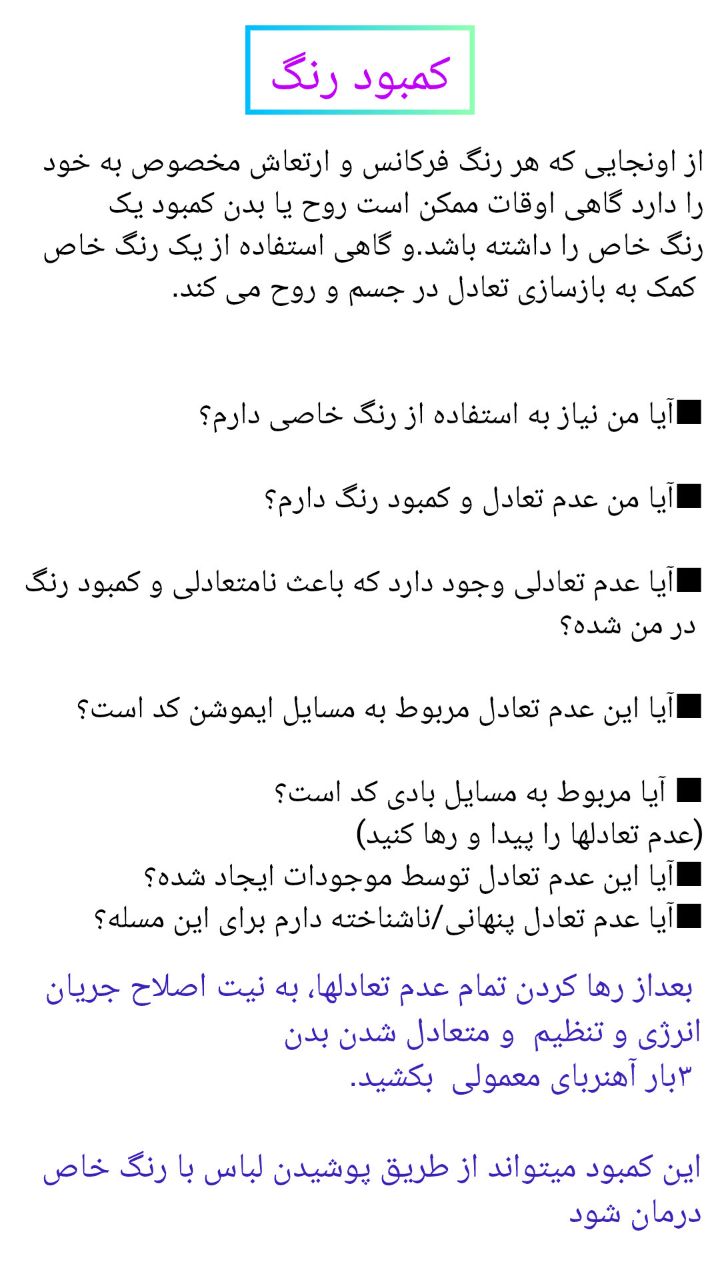 کمبود رنگ
از اونجایی که هر رنگ فرکانس و ارتعاش مخصوص به خود
را دارد گاهی اوقات ممکن است روح یا بدن کمبود یک
رنگ خاص را داشته باشد.و گاهی استفاده از یک رنگ خاص
کمک به بازسازی تعادل در جسم و روح می کند.
■آیا من نیاز به استفاده از رنگ خاصی دارم؟
■آیا من عدم تعادل و کمبود رنگ دارم؟
■آیا عدم تعادلی وجود دارد که باعث نامتعادلی و کمبود رنگ
در من شده؟
■آیا این عدم تعادل مربوط به مسایل ایموشن کد است؟
■ آیا مربوط به مسایل بادی کد است؟
(عدم تعادلها را پیدا و رها کنید)
■آیا این عدم تعادل توسط موجودات ایجاد شده؟
■آیا عدم تعادل پنهانی/ناشناخته دارم برای این مسله؟
بعداز رها کردن تمام عدم تعادلها، به نیت اصلاح جریان
انرژی و تنظیم  و متعادل شدن بدن
۳بار آهنربای معمولی  بکشید.
این کمبود میتواند از طریق پوشیدن لباس با رنگ خاص
درمان شود